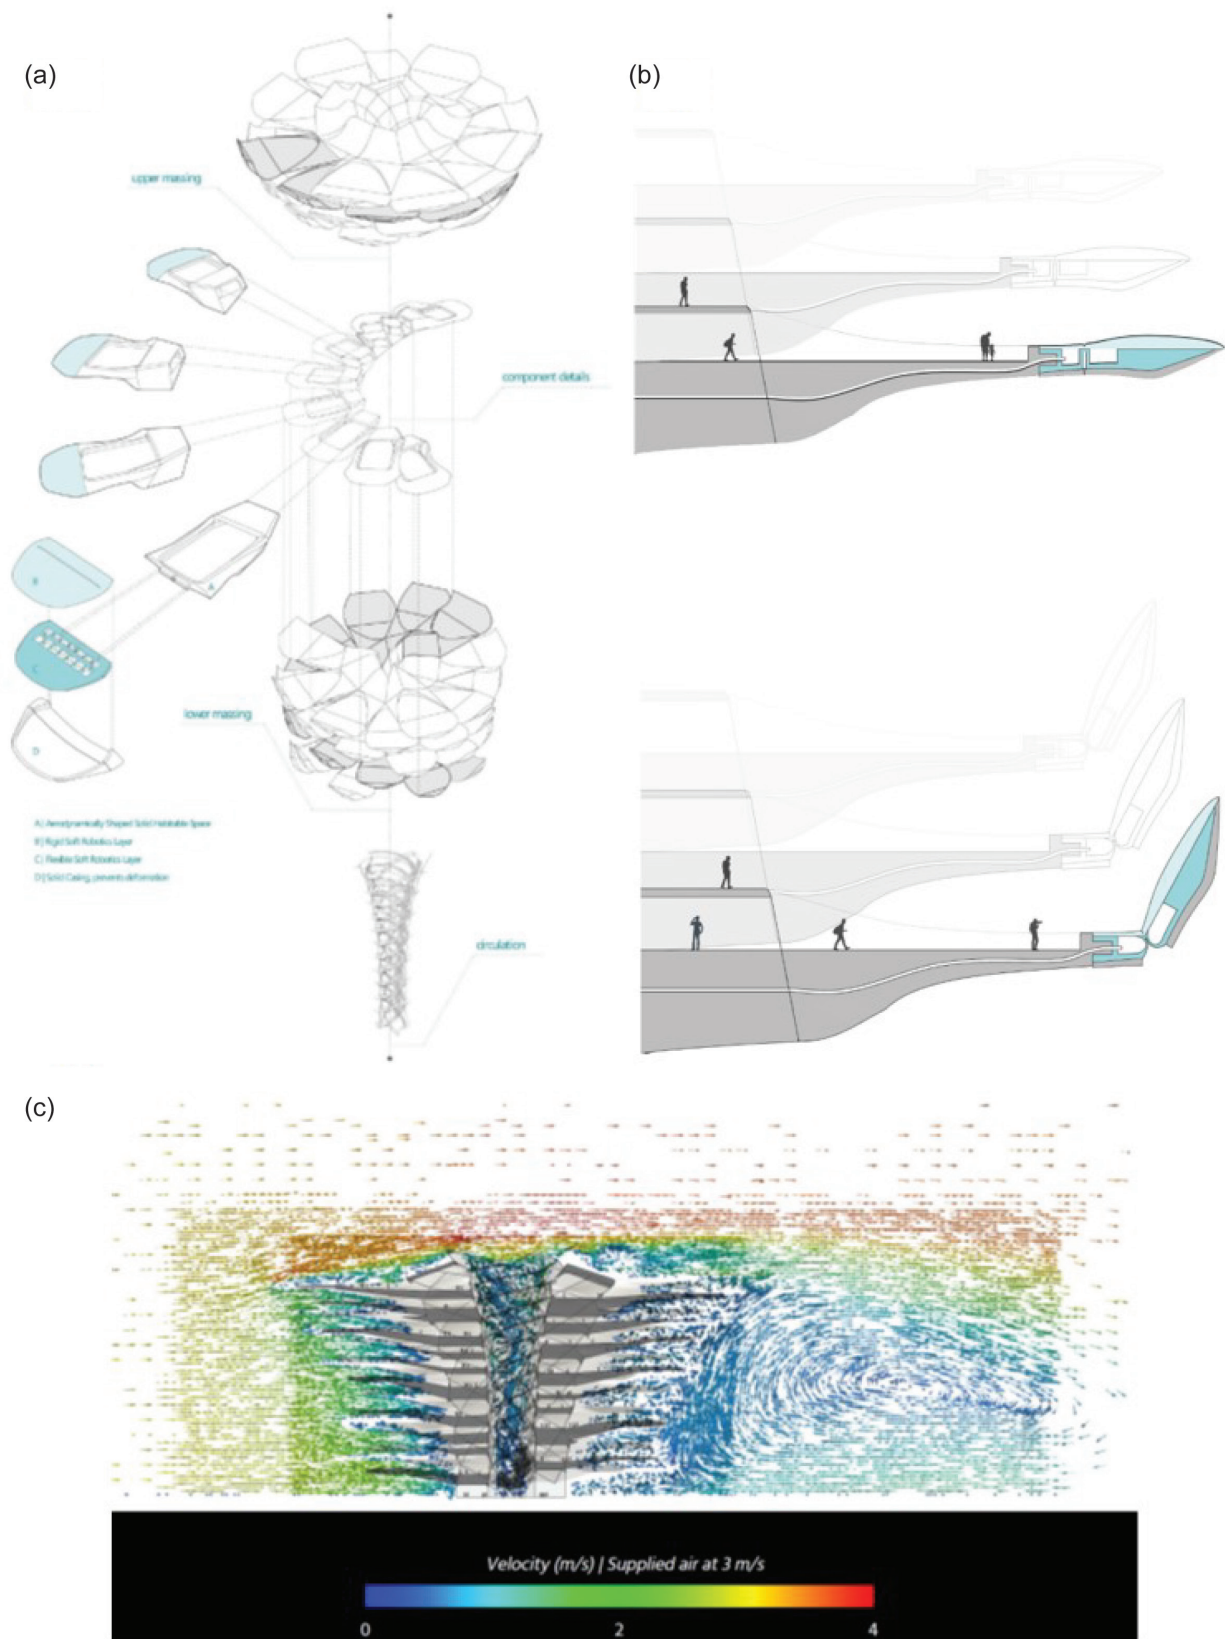 (a)
(b)
upper massing
component details
B
A
C
lower massing
D
A | Aerodynamically Shaped Solid Habitable Space
B | Rigid Soft Robotics Layer
C | Flexible Soft Robotics Layer
D | Solid Casing, prevents deformation
circulation
(c)
Velocity (m/s) | Supplied air at 3 m/s
0 2 4